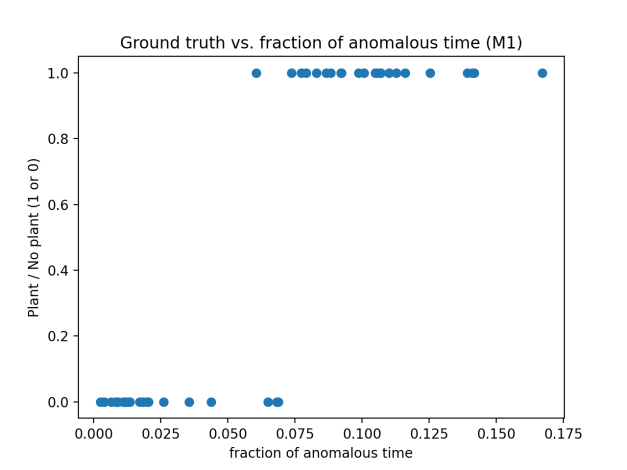 Ground truth vs. fraction of anomalous time (M1)
1.0
0.8
0.6
0.4
0.2
0.0
Plant / No plant (1 or 0)
0.000 0.025 0.050 0.075 0.100 0.125 0.150 0.175
fraction of anomalous time